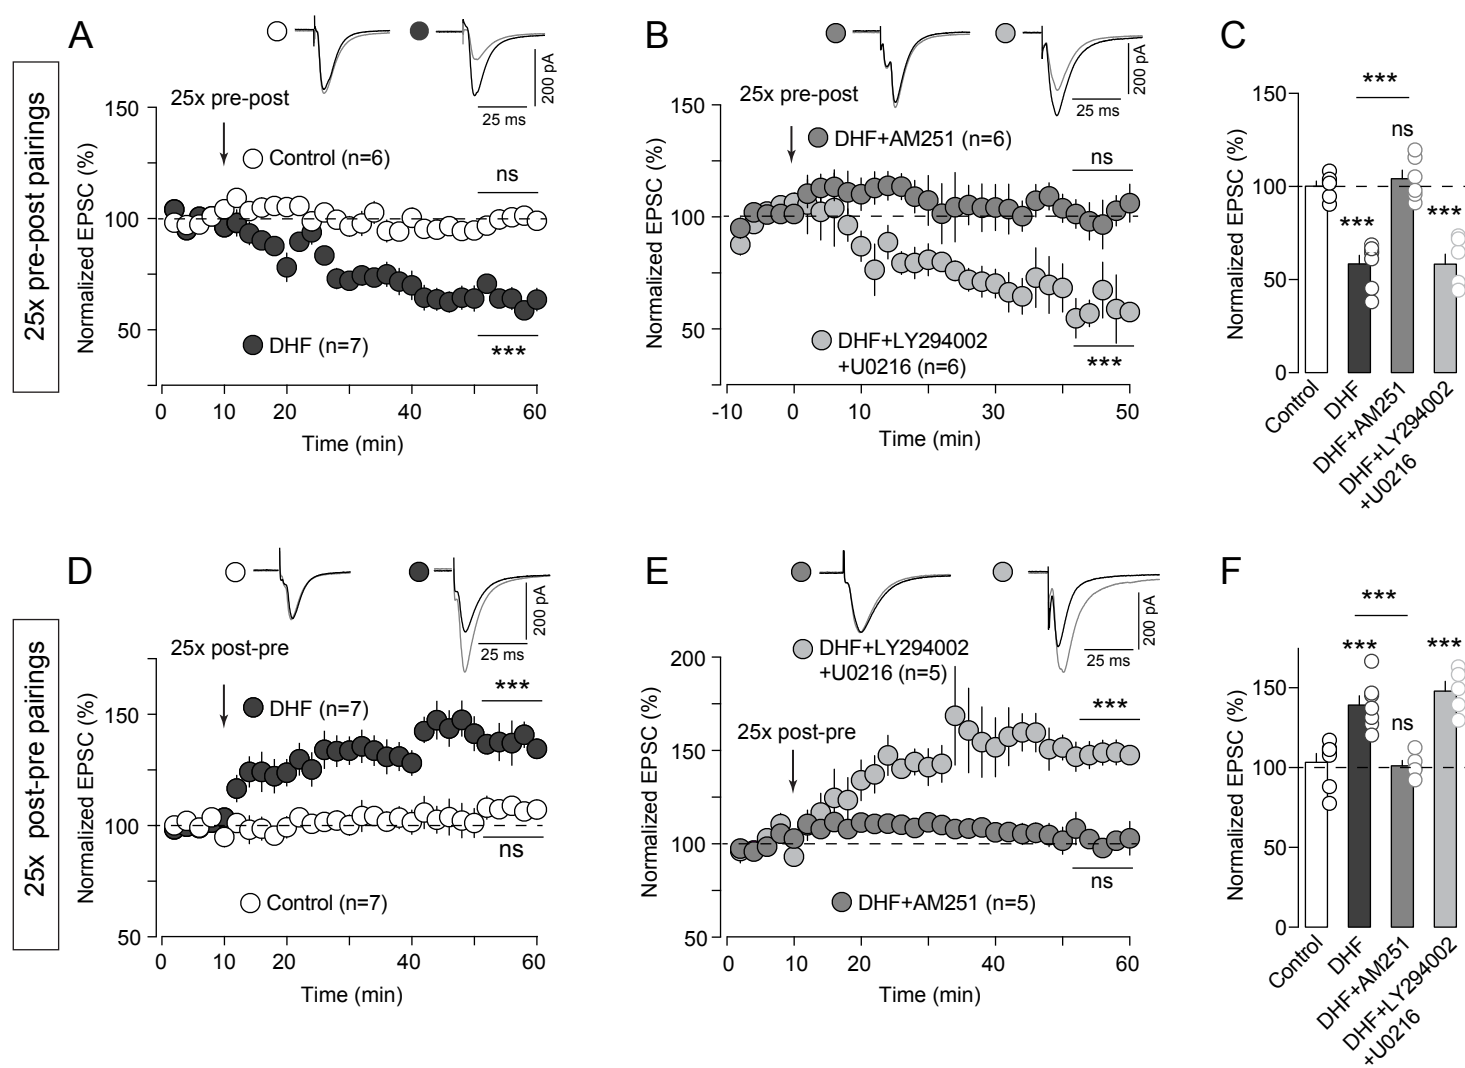 25x pre-post pairings
A
200 pA
25 ms
25x pre-post
150
100
50
Normalized EPSC (%)
Control (n=6)
ns
DHF (n=7)
***
0
20
40
60
Time (min)
B
200 pA
25 ms
25x pre-post
150
100
50
Normalized EPSC (%)
DHF+AM251 (n=6)
ns
DHF+LY294002
+U0216 (n=6)
***
-10
0
10
30
50
Time (min)
C
***
150
100
50
0
Normalized EPSC (%)
ns
***
***
Control
DHF
DHF+AM251
DHF+LY294002
+U0216
25x post-pre pairings
D
200 pA
25 ms
25x post-pre
150
100
50
Normalized EPSC (%)
DHF (n=7)
***
ns
Control (n=7)
0
20
40
60
Time (min)
E
200 pA
25 ms
DHF+LY294002
+U0216 (n=5)
200
150
100
50
Normalized EPSC (%)
25x post-pre
***
ns
DHF+AM251 (n=5)
0
10
20
40
60
Time (min)
F
***
***
***
ns
150
100
50
0
Normalized EPSC (%)
Control
DHF
DHF+AM251
DHF+LY294002
+U0216